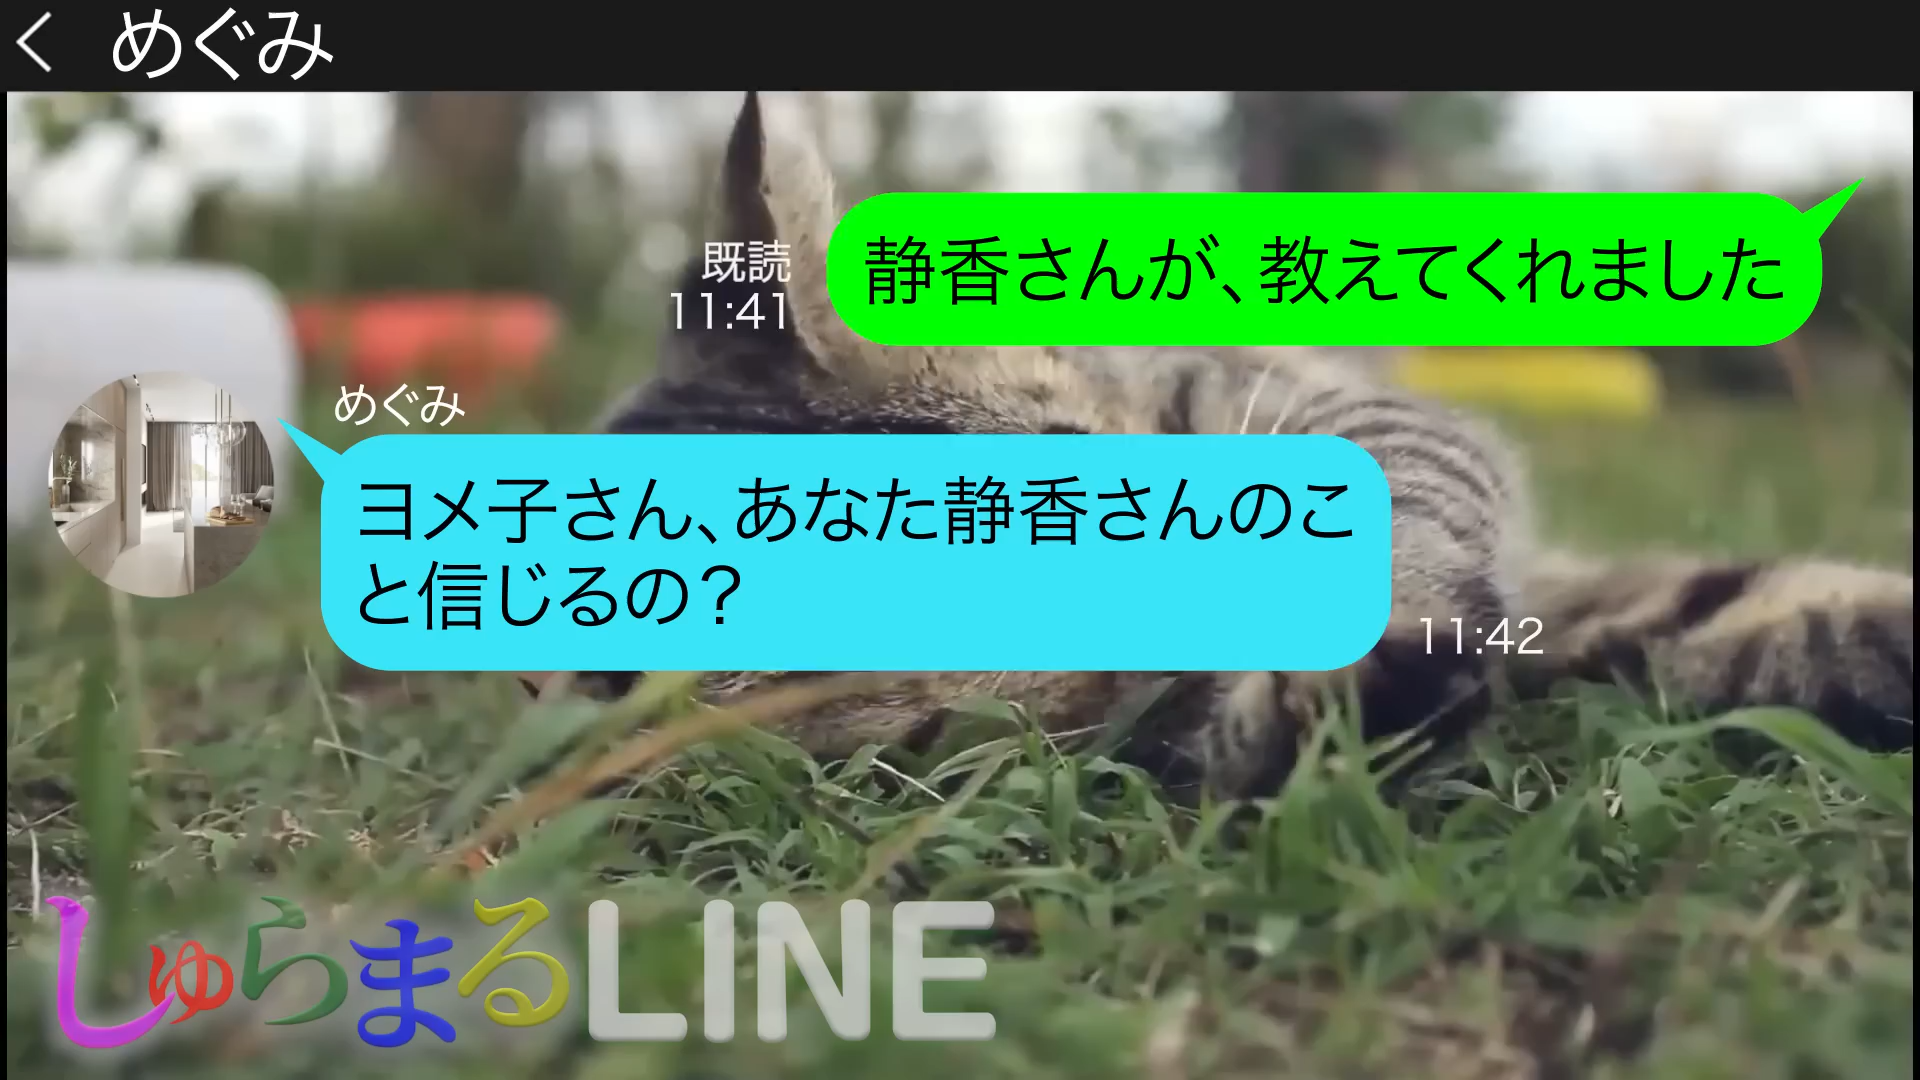 めぐみ
静香さんが、教えてくれました
既読
11:41
めぐみ
ヨメ子さん、あなた静香さんのこ
と信じるの？
11:42
しゅらまるLINE